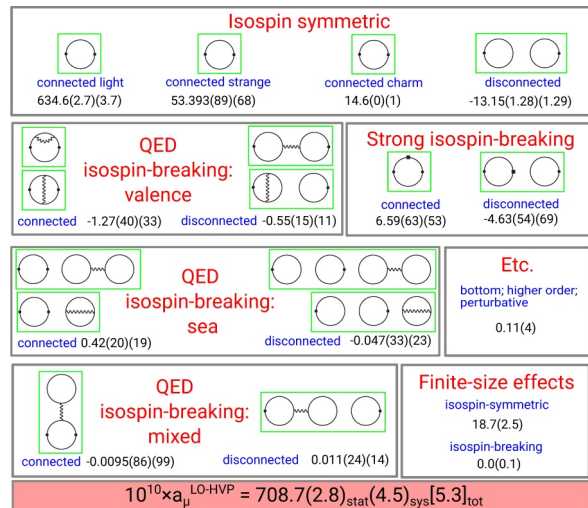 Isospin symmetric
connected light
634.6(2.7)(3.7)
connected strange
53.393(89)(68)
connected charm
14.6(0)(1)
disconnected
-13.15(1.28)(1.29)
QED
isospin-breaking:
valence
connected -1.27(40)(33)
disconnected -0.55(15)(11)
Strong isospin-breaking
connected
6.59(63)(53)
disconnected
-4.63(54)(69)
QED
isospin-breaking:
sea
connected 0.42(20)(19)
disconnected -0.047(33)(23)
Etc.
bottom; higher order;
perturbative
0.11(4)
QED
isospin-breaking:
mixed
connected -0.0095(86)(99)
disconnected 0.011(24)(14)
Finite-size effects
isospin-symmetric
18.7(2.5)
isospin-breaking
0.0(0.1)
10¹⁰×aμ^LO-HVP = 708.7(2.8)stat(4.5)sys[5.3]tot